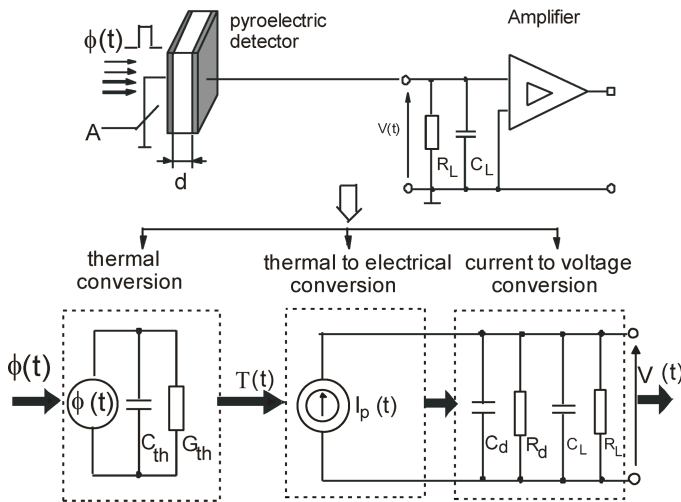 pyroelectric
detector
Amplifier
ϕ(t)
A
d
V(t)
R_L
C_L
thermal
conversion
thermal to electrical
conversion
current to voltage
conversion
ϕ(t)
ϕ(t)
C_th
G_th
T(t)
I_p(t)
C_d
R_d
C_L
R_L
V(t)